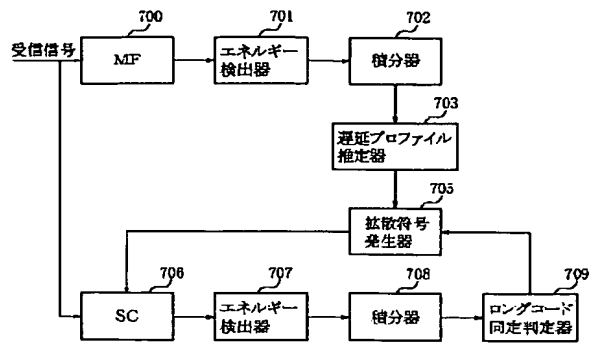 700
701
702
受信信号
MF
エネルギー
検出器
積分器
703
遅延プロファイル
推定器
705
拡散符号
発生器
706
707
708
709
SC
エネルギー
検出器
積分器
ロングコード
同定判定器